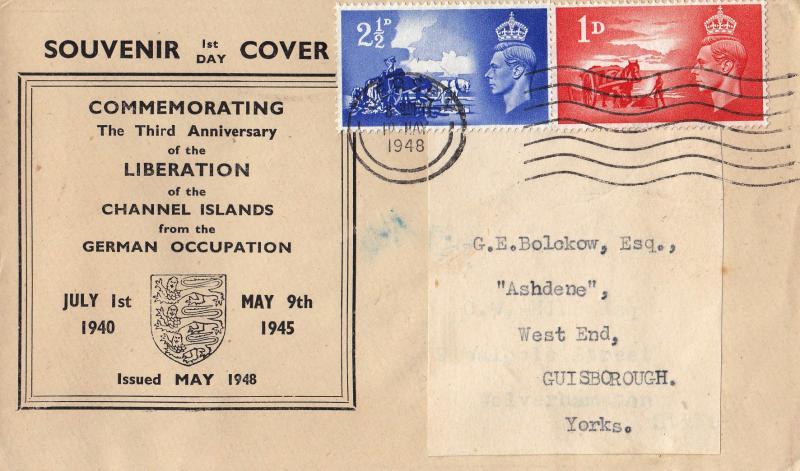 SOUVENIR 1st DAY COVER
COMMEMORATING
The Third Anniversary
of the
LIBERATION
of the
CHANNEL ISLANDS
from the
GERMAN OCCUPATION
JULY 1st MAY 9th
1940 1945
Issued MAY 1948
2½D
1D
10 MAY
1948
G.E.Bolckow, Esq.,
"Ashdene",
West End,
GUISBOROUGH.
Yorks.